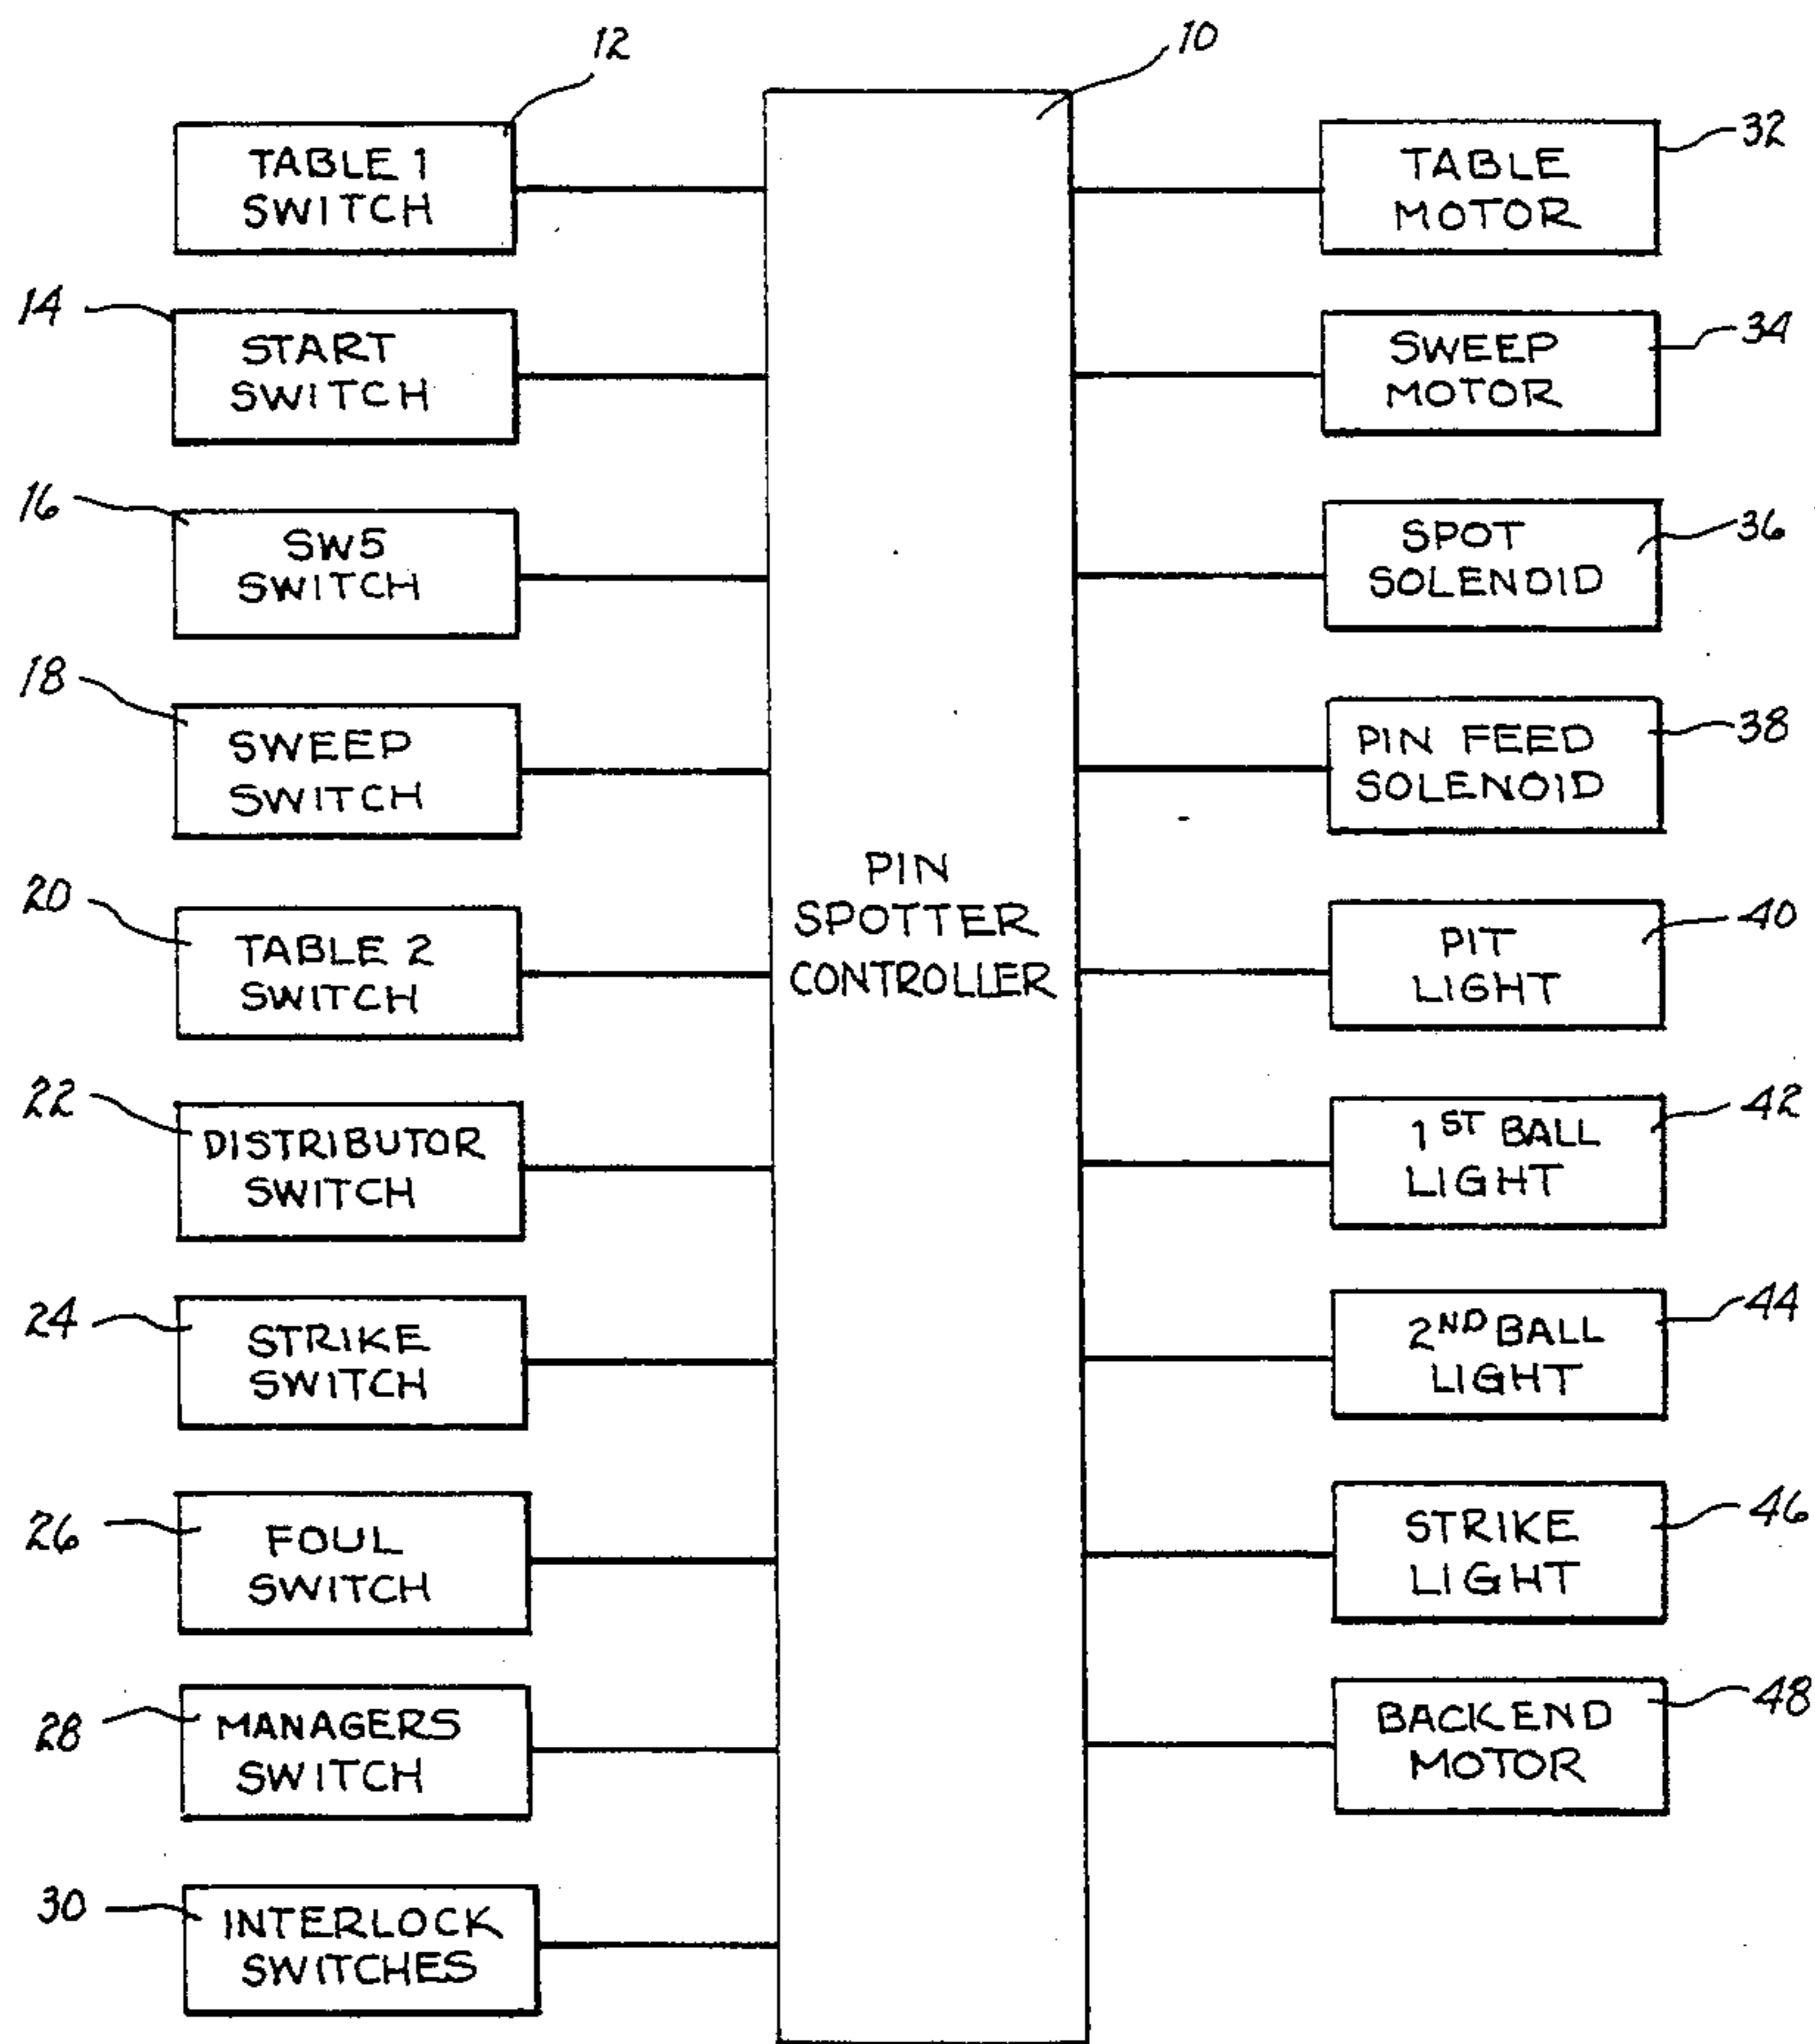 12
10
TABLE 1
SWITCH
TABLE
MOTOR
32
14
START
SWITCH
SWEEP
MOTOR
34
16
SW5
SWITCH
SPOT
SOLENOID
36
18
SWEEP
SWITCH
PIN FEED
SOLENOID
38
PIN
SPOTTER
CONTROLLER
20
TABLE 2
SWITCH
PIT
LIGHT
40
22
DISTRIBUTOR
SWITCH
1ST BALL
LIGHT
42
24
STRIKE
SWITCH
2ND BALL
LIGHT
44
26
FOUL
SWITCH
STRIKE
LIGHT
46
28
MANAGERS
SWITCH
BACK END
MOTOR
48
30
INTERLOCK
SWITCHES